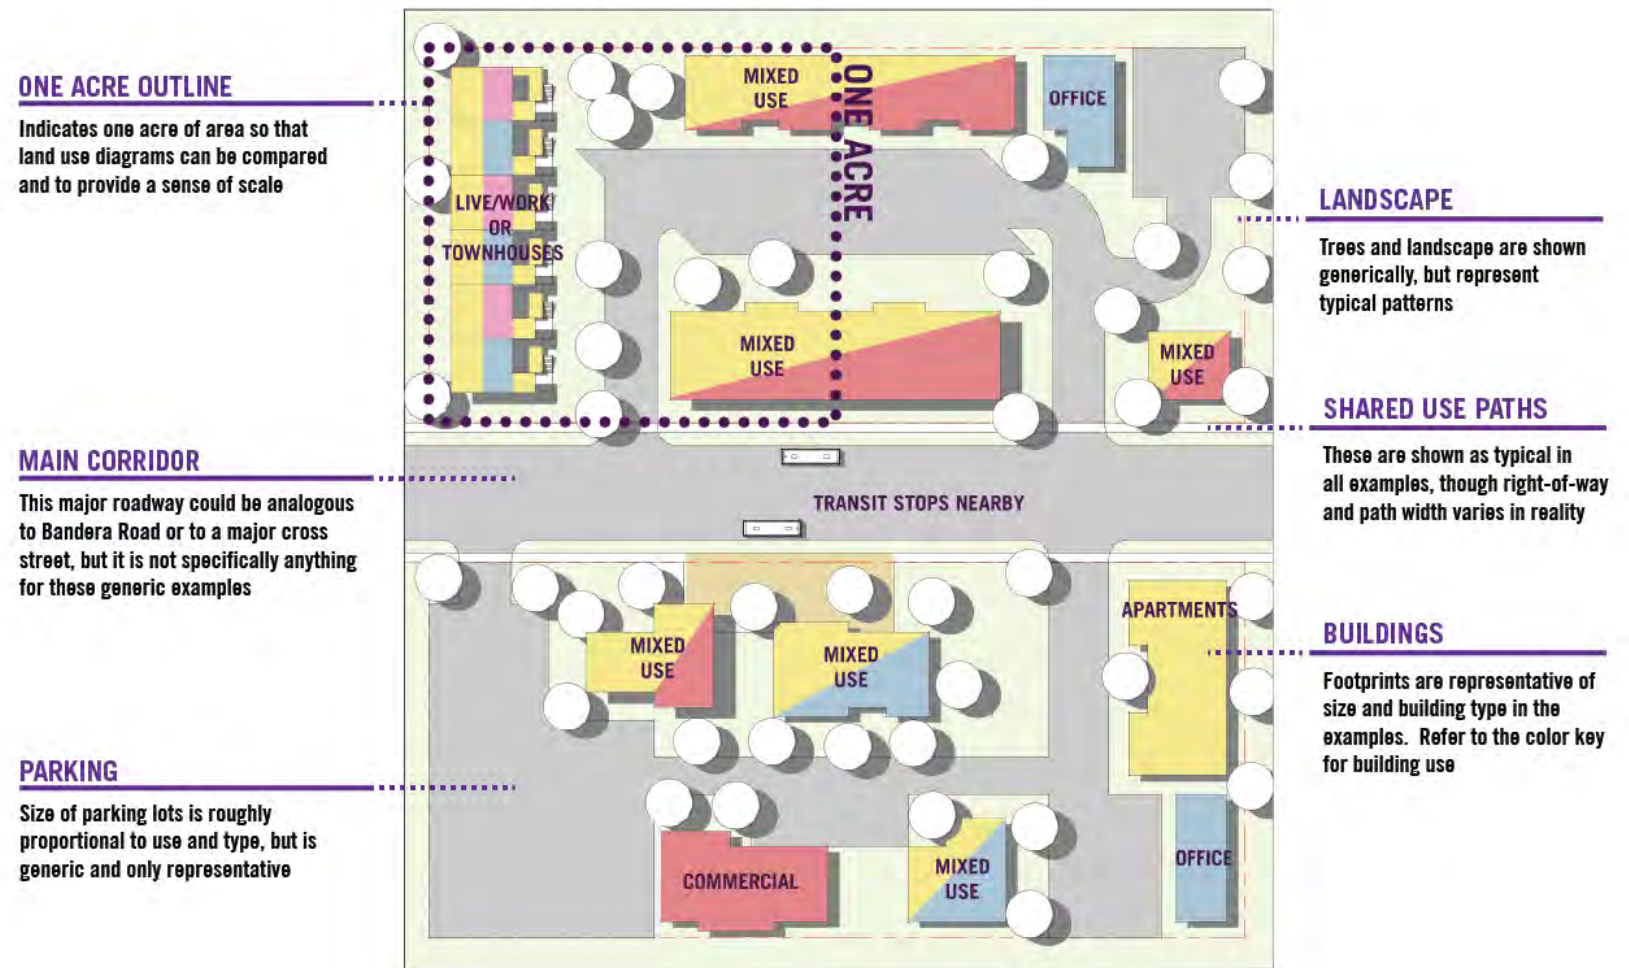 ONE ACRE OUTLINE
Indicates one acre of area so that
land use diagrams can be compared
and to provide a sense of scale
MAIN CORRIDOR
This major roadway could be analogous
to Bandera Road or to a major cross
street, but it is not specifically anything
for these generic examples
PARKING
Size of parking lots is roughly
proportional to use and type, but is
generic and only representative
MIXED
USE
ONE ACRE
OFFICE
LIVE/WORK
OR
TOWNHOUSES
MIXED
USE
MIXED
USE
TRANSIT STOPS NEARBY
MIXED
USE
MIXED
USE
APARTMENTS
COMMERCIAL
MIXED
USE
OFFICE
LANDSCAPE
Trees and landscape are shown
generically, but represent
typical patterns
SHARED USE PATHS
These are shown as typical in
all examples, though right-of-way
and path width varies in reality
BUILDINGS
Footprints are representative of
size and building type in the
examples. Refer to the color key
for building use